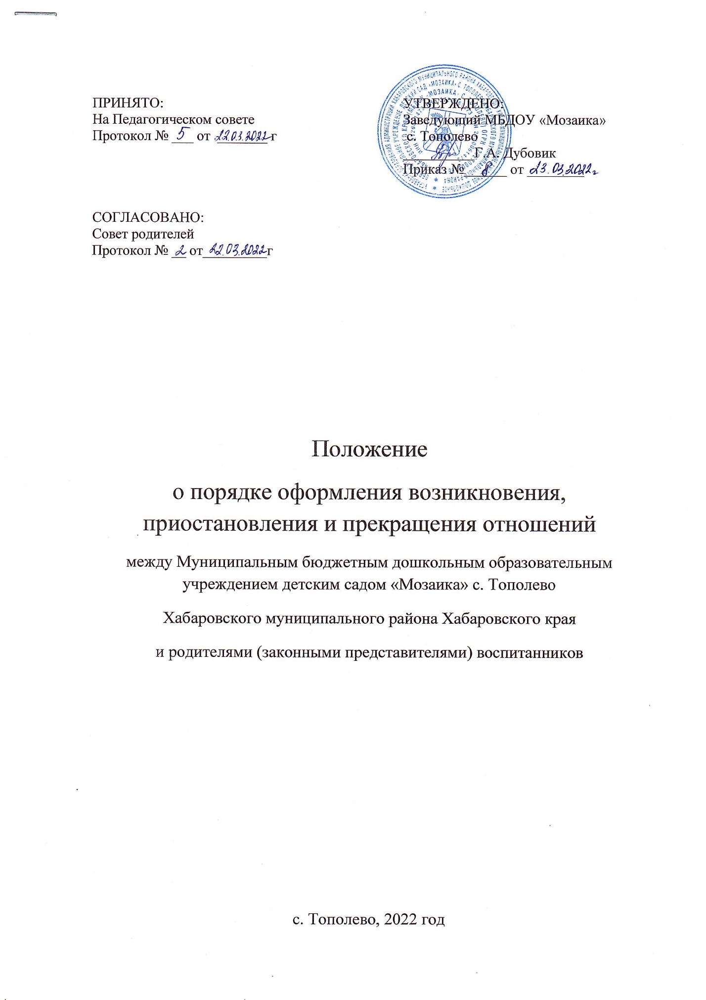 ПРИНЯТО:
На Педагогическом совете
Протокол № 5 от 22.03.2022г
УТВЕРЖДЕНО:
Заведующий МБДОУ «Мозаика»
с. Тополево
Г.А. Дубовик
Приказ № от 23.03.2022г
СОГЛАСОВАНО:
Совет родителей
Протокол № 2 от 22.03.2022г
Положение
о порядке оформления возникновения,
приостановления и прекращения отношений
между Муниципальным бюджетным дошкольным образовательным
учреждением детским садом «Мозаика» с. Тополево
Хабаровского муниципального района Хабаровского края
и родителями (законными представителями) воспитанников
с. Тополево, 2022 год